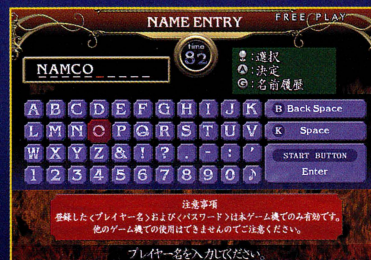 NAME ENTRY
FREE PLAY
time
82
NAMCO
:選択
A:決定
G:名前履歴
A B C D E F G H I J K
B Back Space
L M N O P Q R S T U V
K Space
W X Y Z & ! ? . - : '
START BUTTON
1 2 3 4 5 6 7 8 9 0 ♪
Enter
注意事項
登録した<プレイヤー名>および<パスワード>は本ゲーム機でのみ有効です。
他のゲーム機での使用はできませんのでご注意ください。
プレイヤー名を入力してください。